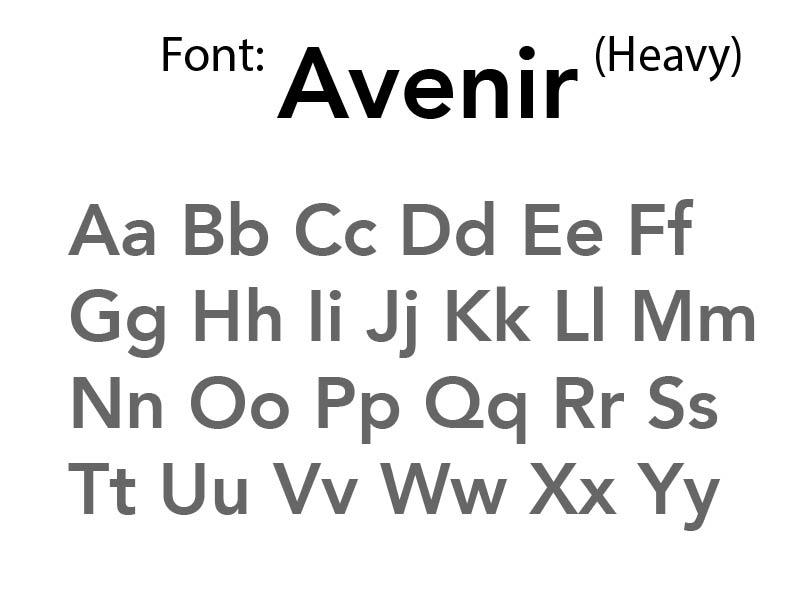 Font: Avenir (Heavy)
Aa Bb Cc Dd Ee Ff
Gg Hh Ii Jj Kk Ll Mm
Nn Oo Pp Qq Rr Ss
Tt Uu Vv Ww Xx Yy